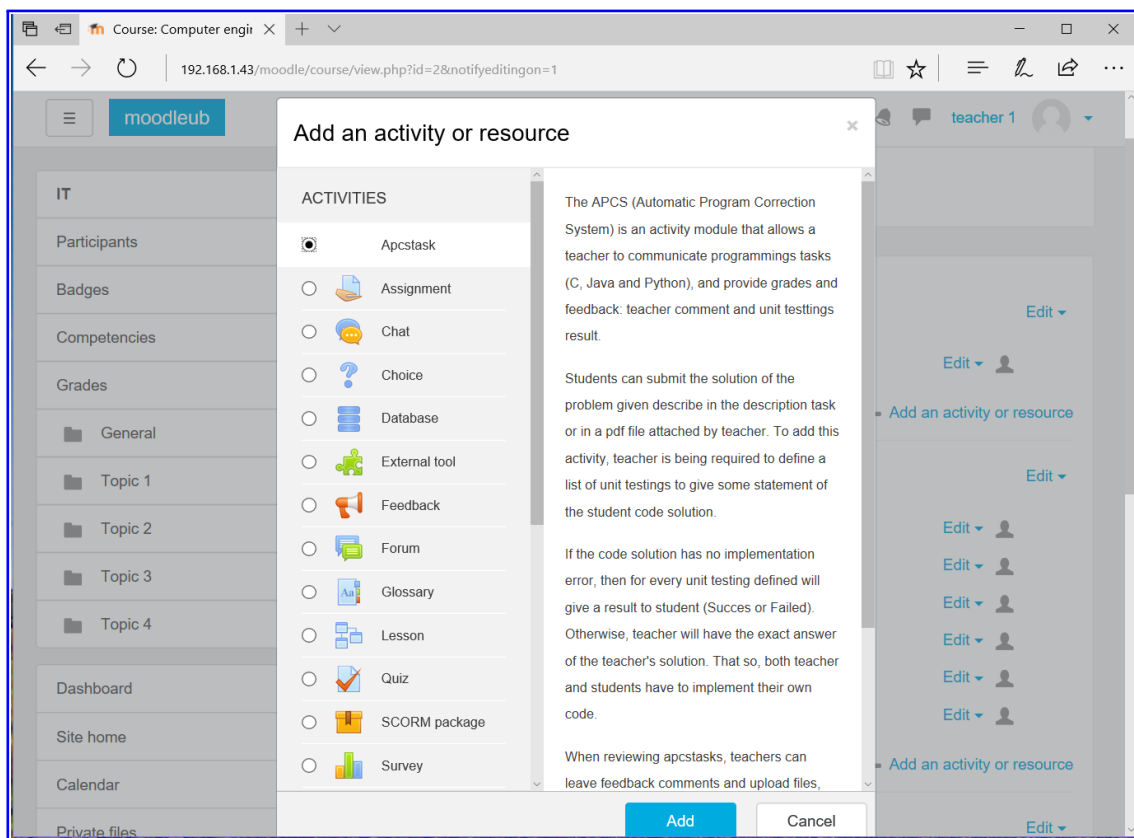 Course: Computer engir
192.168.1.43/moodle/course/view.php?id=2&notifyeditingon=1
moodleub
teacher 1
IT
Participants
Badges
Competencies
Grades
General
Topic 1
Topic 2
Topic 3
Topic 4
Dashboard
Site home
Calendar
Private files
Add an activity or resource
ACTIVITIES
Apcstask
Assignment
Chat
Choice
Database
External tool
Feedback
Forum
Aa
Glossary
Lesson
Quiz
SCORM package
Survey
The APCS (Automatic Program Correction
System) is an activity module that allows a
teacher to communicate programmings tasks
(C, Java and Python), and provide grades and
feedback: teacher comment and unit testtings
result.
Students can submit the solution of the
problem given describe in the description task
or in a pdf file attached by teacher. To add this
activity, teacher is being required to define a
list of unit testings to give some statement of
the student code solution.
If the code solution has no implementation
error, then for every unit testing defined will
give a result to student (Succes or Failed).
Otherwise, teacher will have the exact answer
of the teacher's solution. That so, both teacher
and students have to implement their own
code.
When reviewing apcstasks, teachers can
leave feedback comments and upload files,
Add
Cancel
Edit
Edit
Add an activity or resource
Edit
Edit
Edit
Edit
Edit
Edit
Edit
Add an activity or resource
Edit